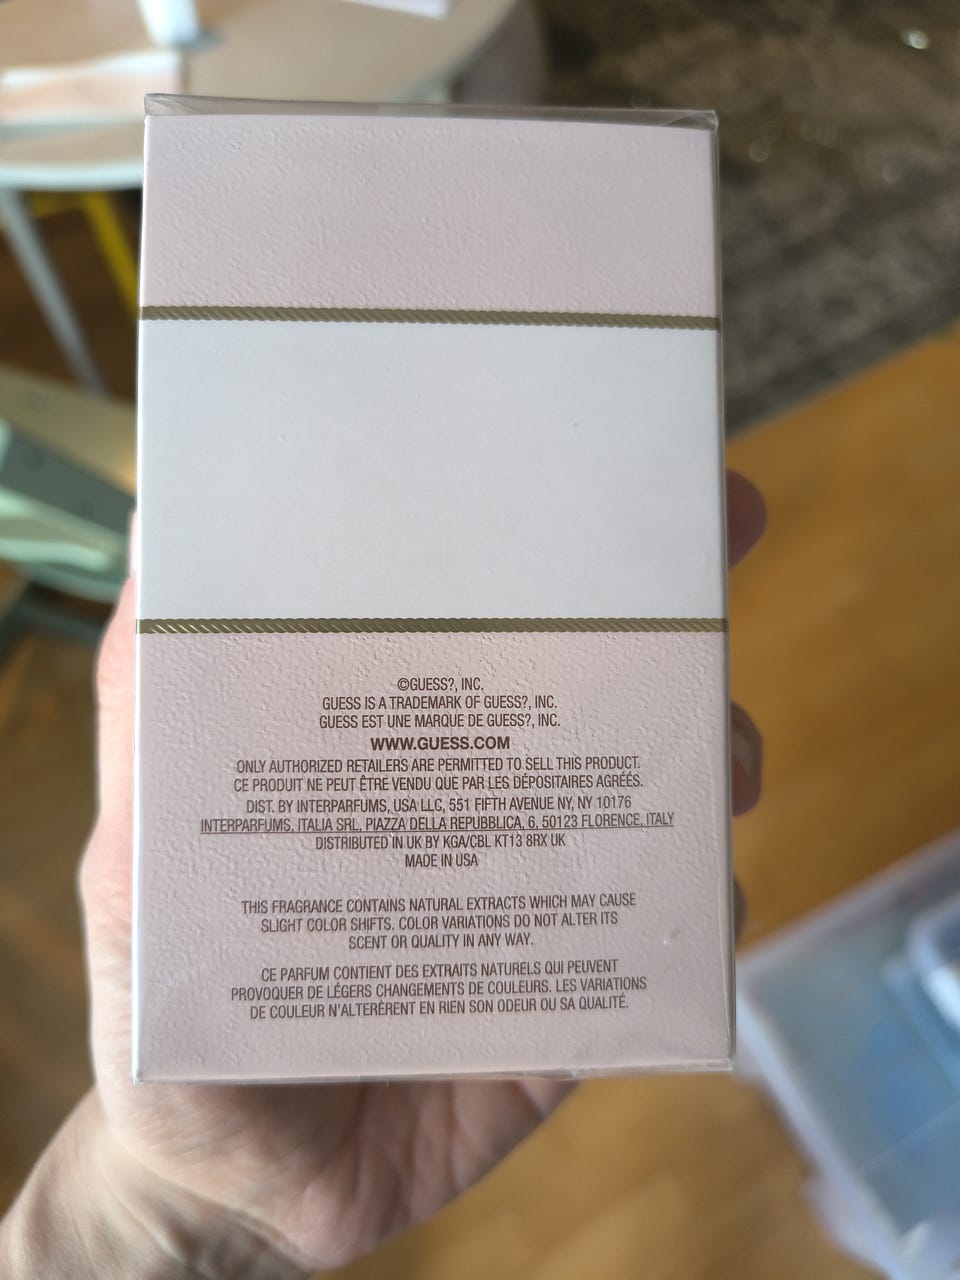 ©GUESS?, INC.
GUESS IS A TRADEMARK OF GUESS?, INC.
GUESS EST UNE MARQUE DE GUESS?, INC.
WWW.GUESS.COM
ONLY AUTHORIZED RETAILERS ARE PERMITTED TO SELL THIS PRODUCT.
CE PRODUIT NE PEUT ÊTRE VENDU QUE PAR LES DÉPOSITAIRES AGRÉÉS.
DIST. BY INTERPARFUMS, USA LLC, 551 FIFTH AVENUE NY, NY 10176
INTERPARFUMS, ITALIA SRL, PIAZZA DELLA REPUBBLICA, 6, 50123 FLORENCE, ITALY
DISTRIBUTED IN UK BY KGA/CBL KT13 8RX UK
MADE IN USA
THIS FRAGRANCE CONTAINS NATURAL EXTRACTS WHICH MAY CAUSE
SLIGHT COLOR SHIFTS. COLOR VARIATIONS DO NOT ALTER ITS
SCENT OR QUALITY IN ANY WAY.
CE PARFUM CONTIENT DES EXTRAITS NATURELS QUI PEUVENT
PROVOQUER DE LÉGERS CHANGEMENTS DE COULEURS. LES VARIATIONS
DE COULEUR N'ALTERÈRENT EN RIEN SON ODEUR OU SA QUALITÉ.